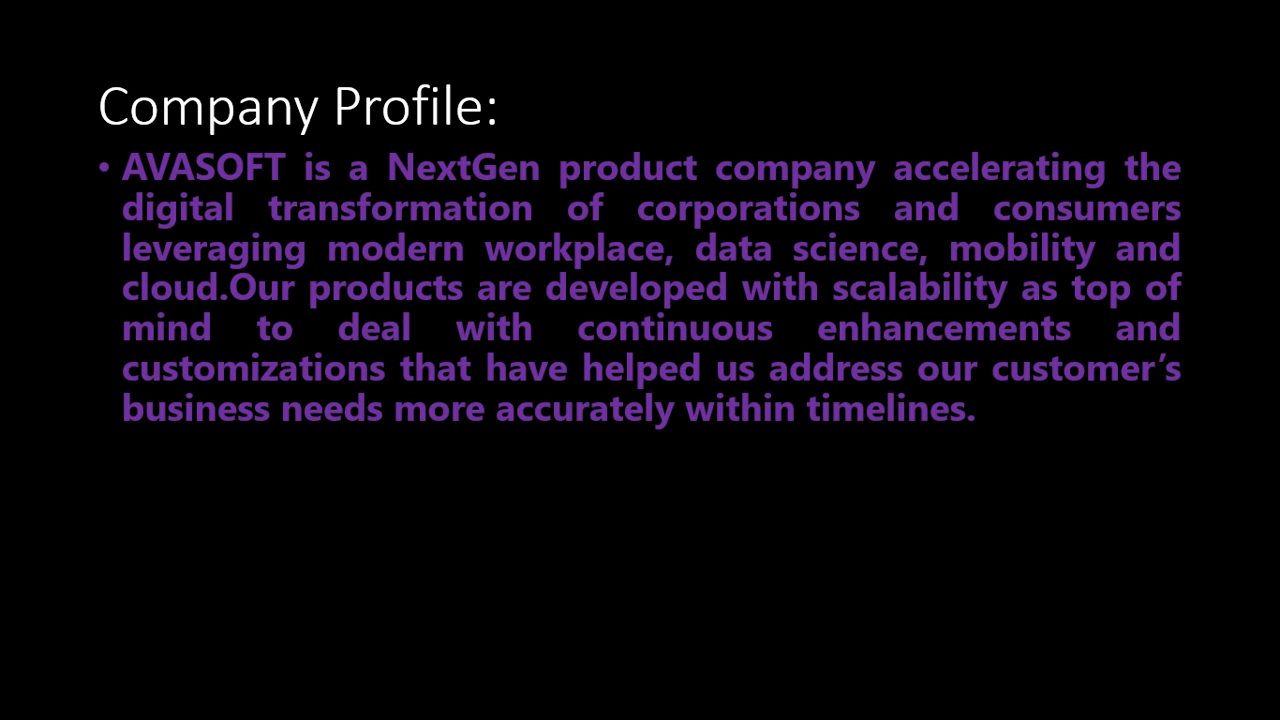 Company Profile:
• AVASOFT is a NextGen product company accelerating the
digital transformation of corporations and consumers
leveraging modern workplace, data science, mobility and
cloud.Our products are developed with scalability as top of
mind to deal with continuous enhancements and
customizations that have helped us address our customer’s
business needs more accurately within timelines.